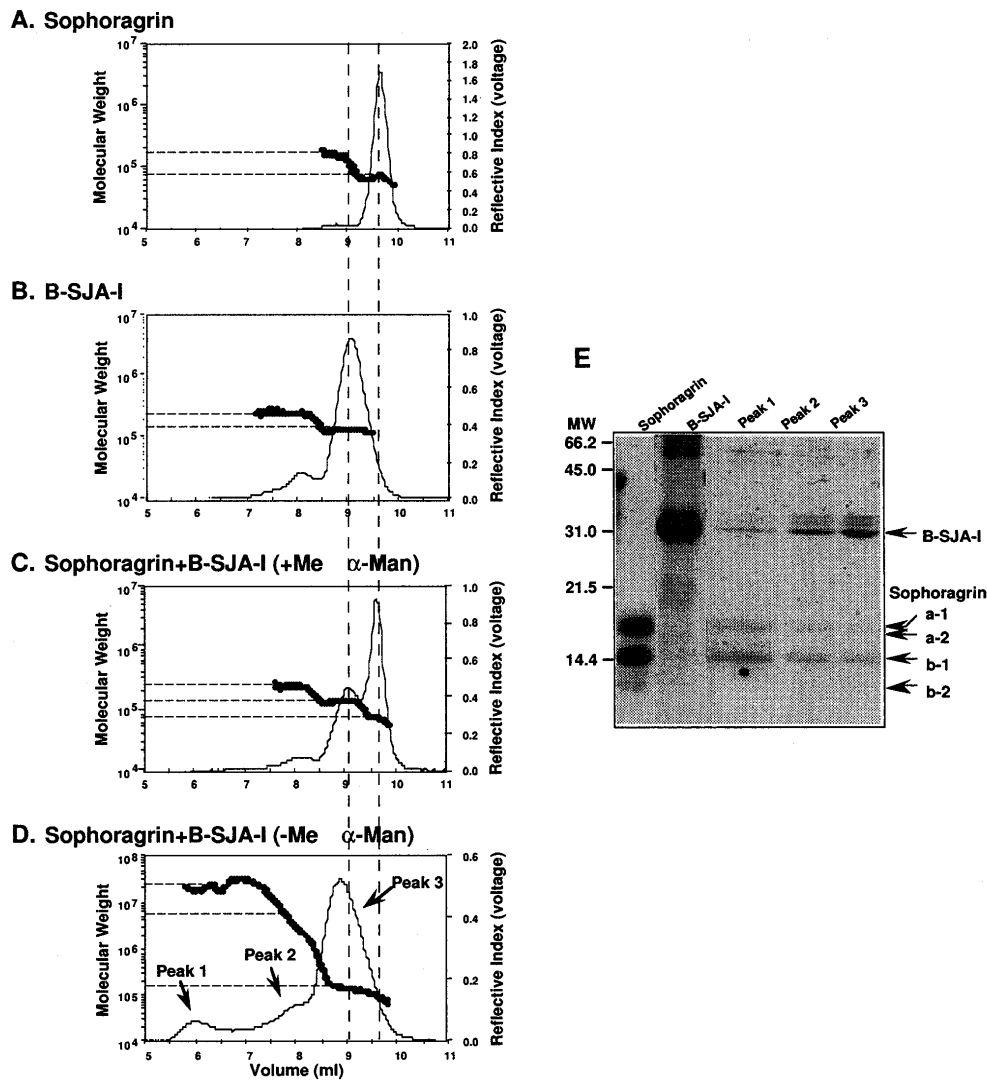 A. Sophoragrin
10⁷
10⁶
10⁵
10⁴
Molecular Weight
2.0
1.8
1.6
1.4
1.2
1.0
0.8
0.6
0.4
0.2
0.0
Reflective Index (voltage)
5 6 7 8 9 10 11
B. B-SJA-I
10⁷
10⁶
10⁵
10⁴
Molecular Weight
1.0
0.8
0.6
0.4
0.2
0.0
Reflective Index (voltage)
5 6 7 8 9 10 11
C. Sophoragrin+B-SJA-I (+Me α-Man)
10⁷
10⁶
10⁵
10⁴
Molecular Weight
1.0
0.8
0.6
0.4
0.2
0.0
Reflective Index (voltage)
5 6 7 8 9 10 11
D. Sophoragrin+B-SJA-I (-Me α-Man)
10⁸
10⁷
10⁶
10⁵
10⁴
Molecular Weight
Peak 1
Peak 2
Peak 3
0.6
0.4
0.2
0.0
Reflective Index (voltage)
5 6 7 8 9 10 11
Volume (ml)
E
Sophoragrin
B-SJA-I
Peak 1
Peak 2
Peak 3
MW
66.2
45.0
31.0
21.5
14.4
B-SJA-I
Sophoragrin
a-1
a-2
b-1
b-2